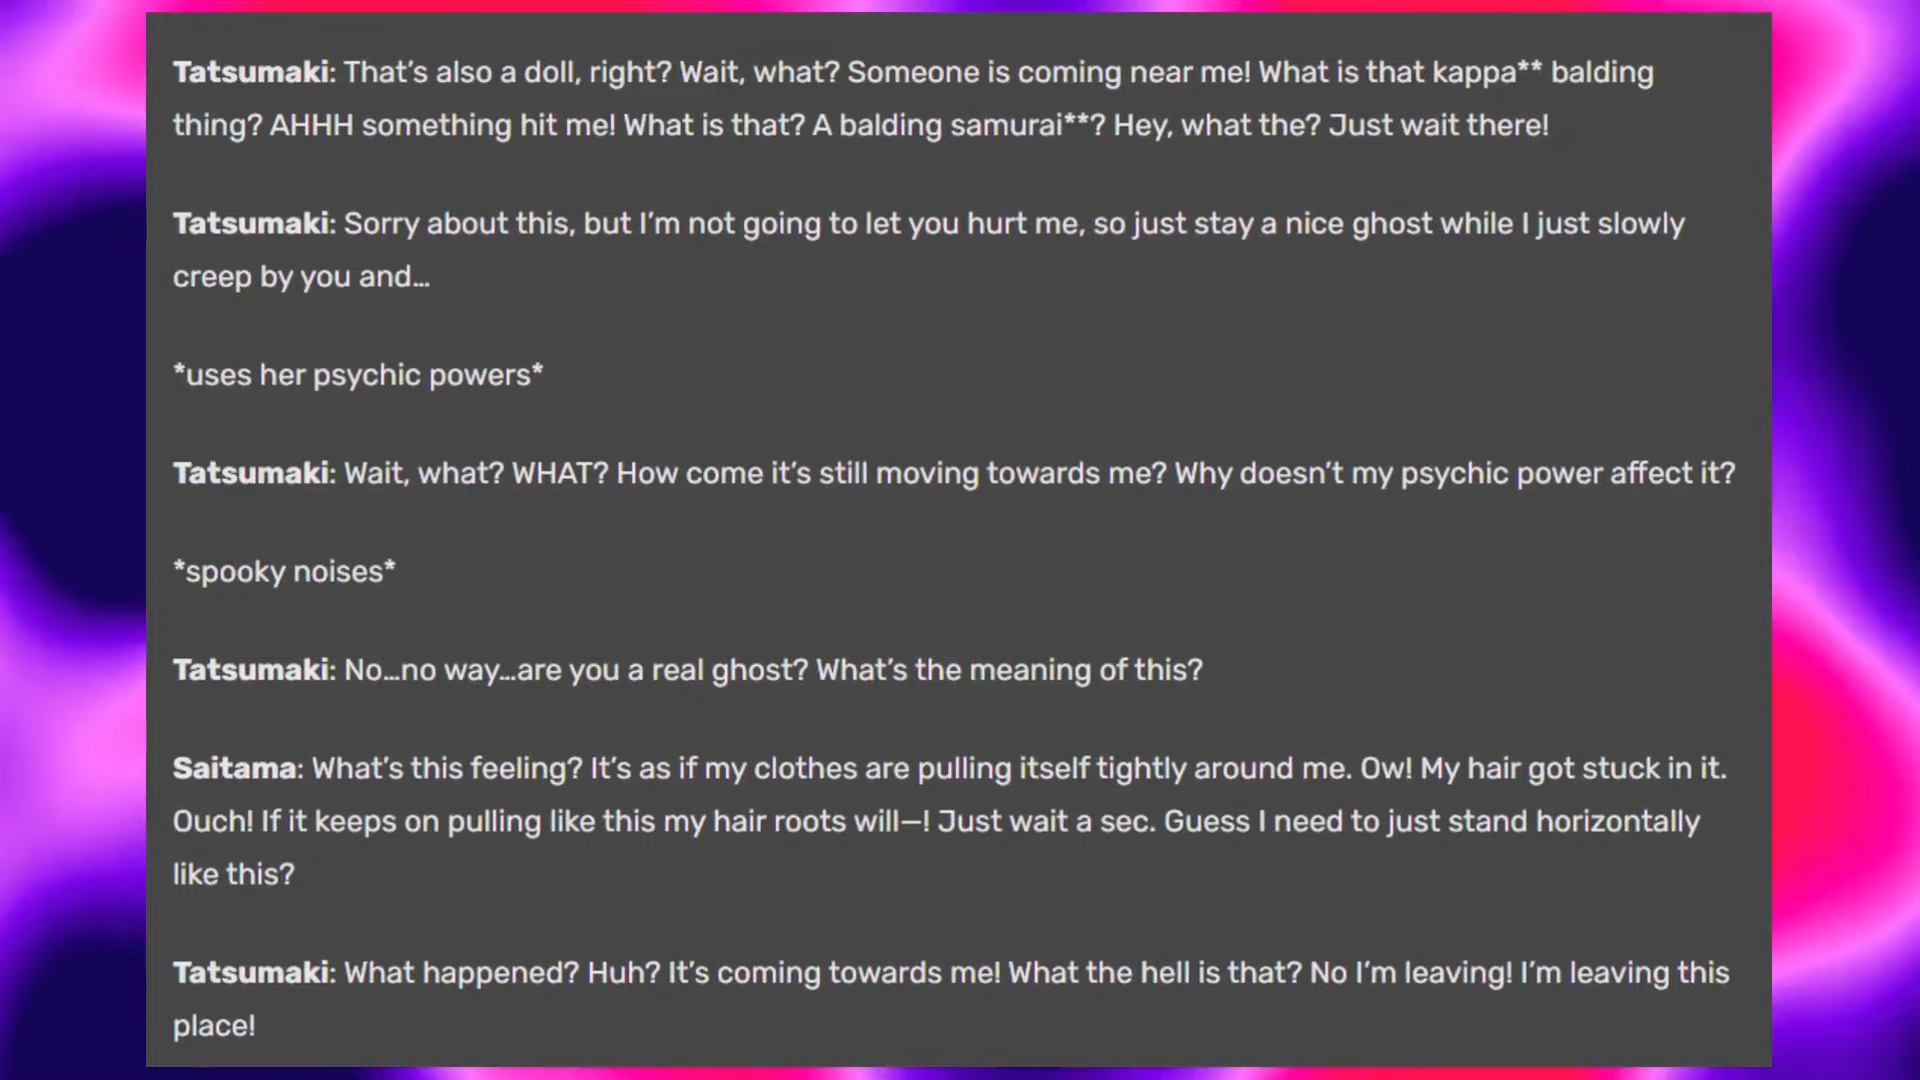 Tatsumaki: That's also a doll, right? Wait, what? Someone is coming near me! What is that kappa** balding
thing? AHHH something hit me! What is that? A balding samurai**? Hey, what the? Just wait there!
Tatsumaki: Sorry about this, but I'm not going to let you hurt me, so just stay a nice ghost while I just slowly
creep by you and…
*uses her psychic powers*
Tatsumaki: Wait, what? WHAT? How come it's still moving towards me? Why doesn't my psychic power affect it?
*spooky noises*
Tatsumaki: No…no way…are you a real ghost? What's the meaning of this?
Saitama: What's this feeling? It's as if my clothes are pulling itself tightly around me. Ow! My hair got stuck in it.
Ouch! If it keeps on pulling like this my hair roots will—! Just wait a sec. Guess I need to just stand horizontally
like this?
Tatsumaki: What happened? Huh? It's coming towards me! What the hell is that? No I'm leaving! I'm leaving this
place!